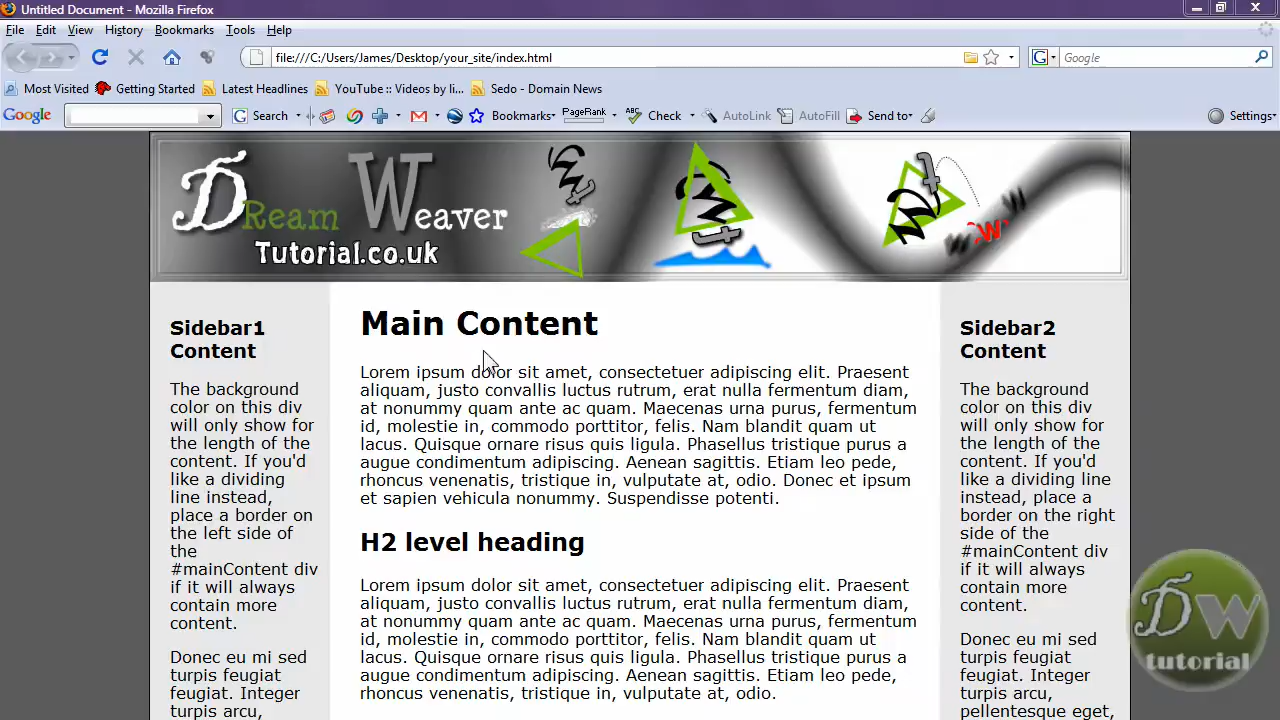 Untitled Document - Mozilla Firefox
File Edit View History Bookmarks Tools Help
file:///C:/Users/James/Desktop/your_site/index.html
Google
Most Visited Getting Started Latest Headlines YouTube :: Videos by li... Sedo - Domain News
Google Search Bookmarks PageRank Check AutoLink AutoFill Send to Settings
DReam Weaver
Tutorial.co.uk
Sidebar1
Content
The background
color on this div
will only show for
the length of the
content. If you'd
like a dividing
line instead,
place a border on
the left side of
the
#mainContent div
if it will always
contain more
content.
Donec eu mi sed
turpis feugiat
feugiat. Integer
turpis arcu,
Main Content
Lorem ipsum dolor sit amet, consectetuer adipiscing elit. Praesent
aliquam, justo convallis luctus rutrum, erat nulla fermentum diam,
at nonummy quam ante ac quam. Maecenas urna purus, fermentum
id, molestie in, commodo porttitor, felis. Nam blandit quam ut
lacus. Quisque ornare risus quis ligula. Phasellus tristique purus a
augue condimentum adipiscing. Aenean sagittis. Etiam leo pede,
rhoncus venenatis, tristique in, vulputate at, odio. Donec et ipsum
et sapien vehicula nonummy. Suspendisse potenti.
H2 level heading
Lorem ipsum dolor sit amet, consectetuer adipiscing elit. Praesent
aliquam, justo convallis luctus rutrum, erat nulla fermentum diam,
at nonummy quam ante ac quam. Maecenas urna purus, fermentum
id, molestie in, commodo porttitor, felis. Nam blandit quam ut
lacus. Quisque ornare risus quis ligula. Phasellus tristique purus a
augue condimentum adipiscing. Aenean sagittis. Etiam leo pede,
rhoncus venenatis, tristique in, vulputate at, odio.
Sidebar2
Content
The background
color on this div
will only show for
the length of the
content. If you'd
like a dividing
line instead,
place a
border on the right
side of the
#mainContent div
if it will always
contain more
content.
Donec eu mi sed
turpis feugiat
feugiat. Integer
turpis arcu,
pellentesque eget,
DW
tutorial